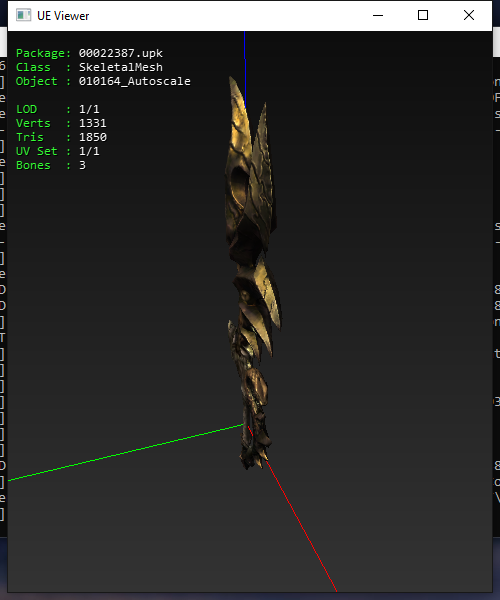 UE Viewer
Package: 00022387.upk
Class  : SkeletalMesh
Object : 010164_Autoscale
LOD    : 1/1
Verts  : 1331
Tris   : 1850
UV Set : 1/1
Bones  : 3